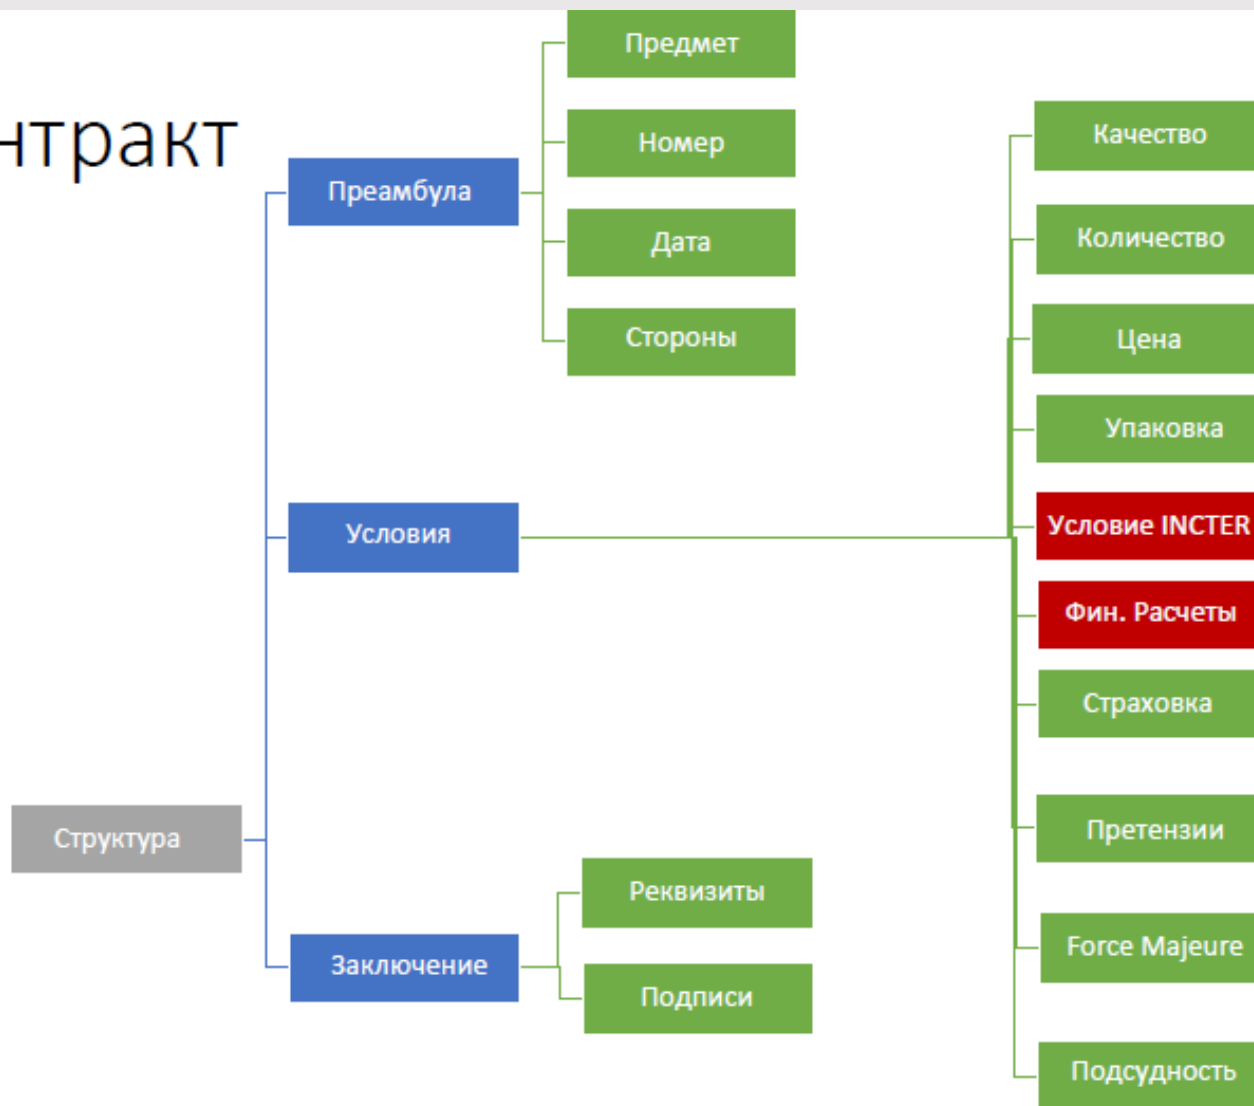 нтракт
Структура
Преамбула
Предмет
Номер
Дата
Стороны
Условия
Качество
Количество
Цена
Упаковка
Условие INCTER
Фин. Расчеты
Страховка
Претензии
Force Majeure
Подсудность
Заключение
Реквизиты
Подписи